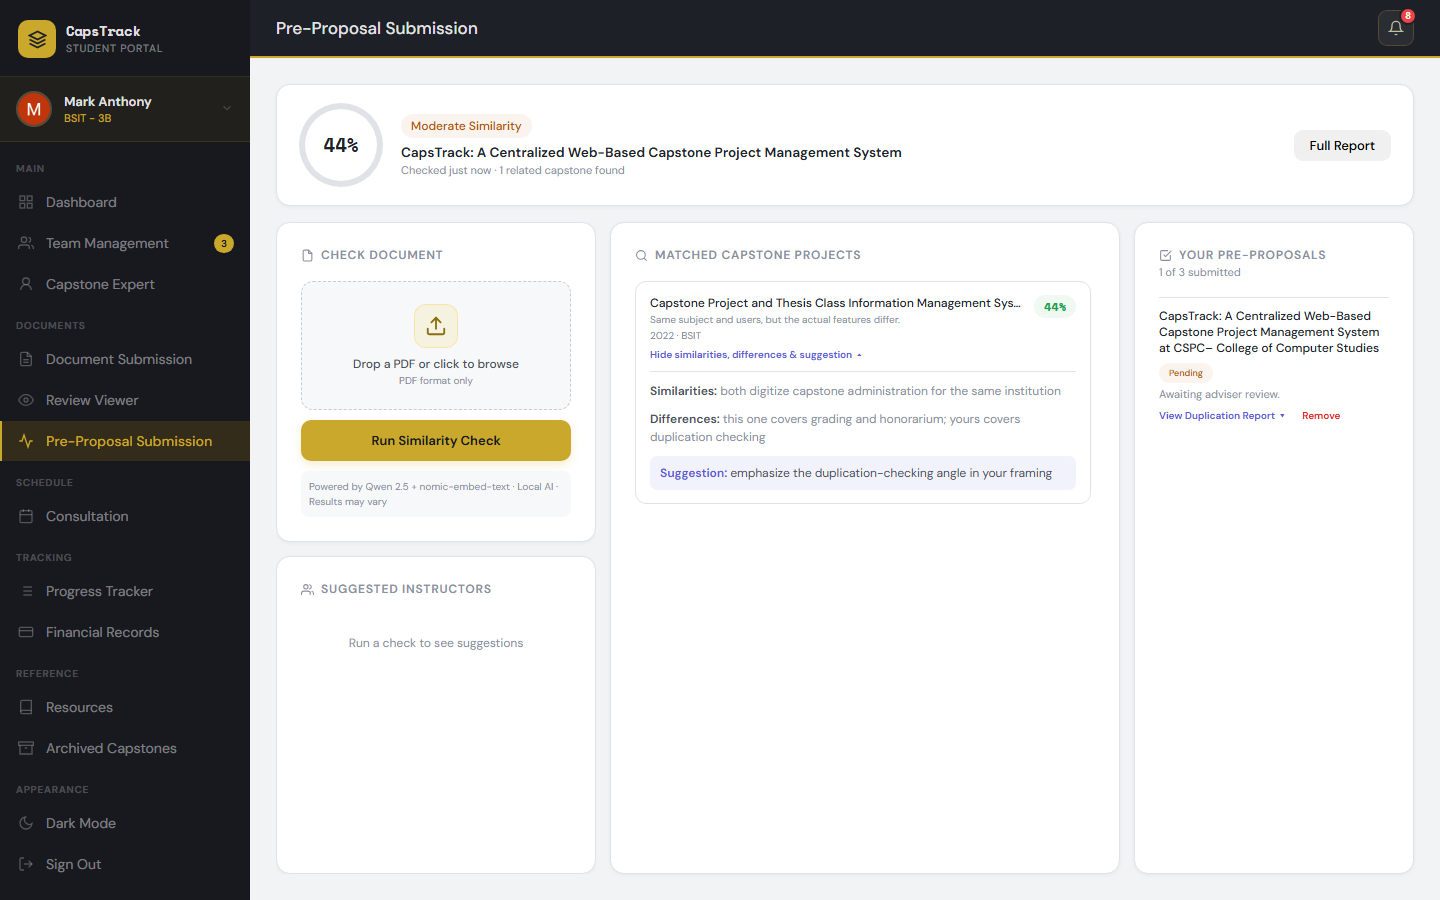 CapsTrack
STUDENT PORTAL
M
Mark Anthony
BSIT - 3B
MAIN
Dashboard
Team Management
3
Capstone Expert
DOCUMENTS
Document Submission
Review Viewer
Pre-Proposal Submission
SCHEDULE
Consultation
TRACKING
Progress Tracker
Financial Records
REFERENCE
Resources
Archived Capstones
APPEARANCE
Dark Mode
Sign Out
Pre-Proposal Submission
8
44%
Moderate Similarity
CapsTrack: A Centralized Web-Based Capstone Project Management System
Checked just now · 1 related capstone found
Full Report
CHECK DOCUMENT
Drop a PDF or click to browse
PDF format only
Run Similarity Check
Powered by Qwen 2.5 + nomic-embed-text · Local AI ·
Results may vary
SUGGESTED INSTRUCTORS
Run a check to see suggestions
MATCHED CAPSTONE PROJECTS
Capstone Project and Thesis Class Information Management Sys...
44%
Same subject and users, but the actual features differ.
2022 · BSIT
Hide similarities, differences & suggestion
Similarities: both digitize capstone administration for the same institution
Differences: this one covers grading and honorarium; yours covers
duplication checking
Suggestion: emphasize the duplication-checking angle in your framing
YOUR PRE-PROPOSALS
1 of 3 submitted
CapsTrack: A Centralized Web-Based
Capstone Project Management System
at CSPC– College of Computer Studies
Pending
Awaiting adviser review.
View Duplication Report
Remove